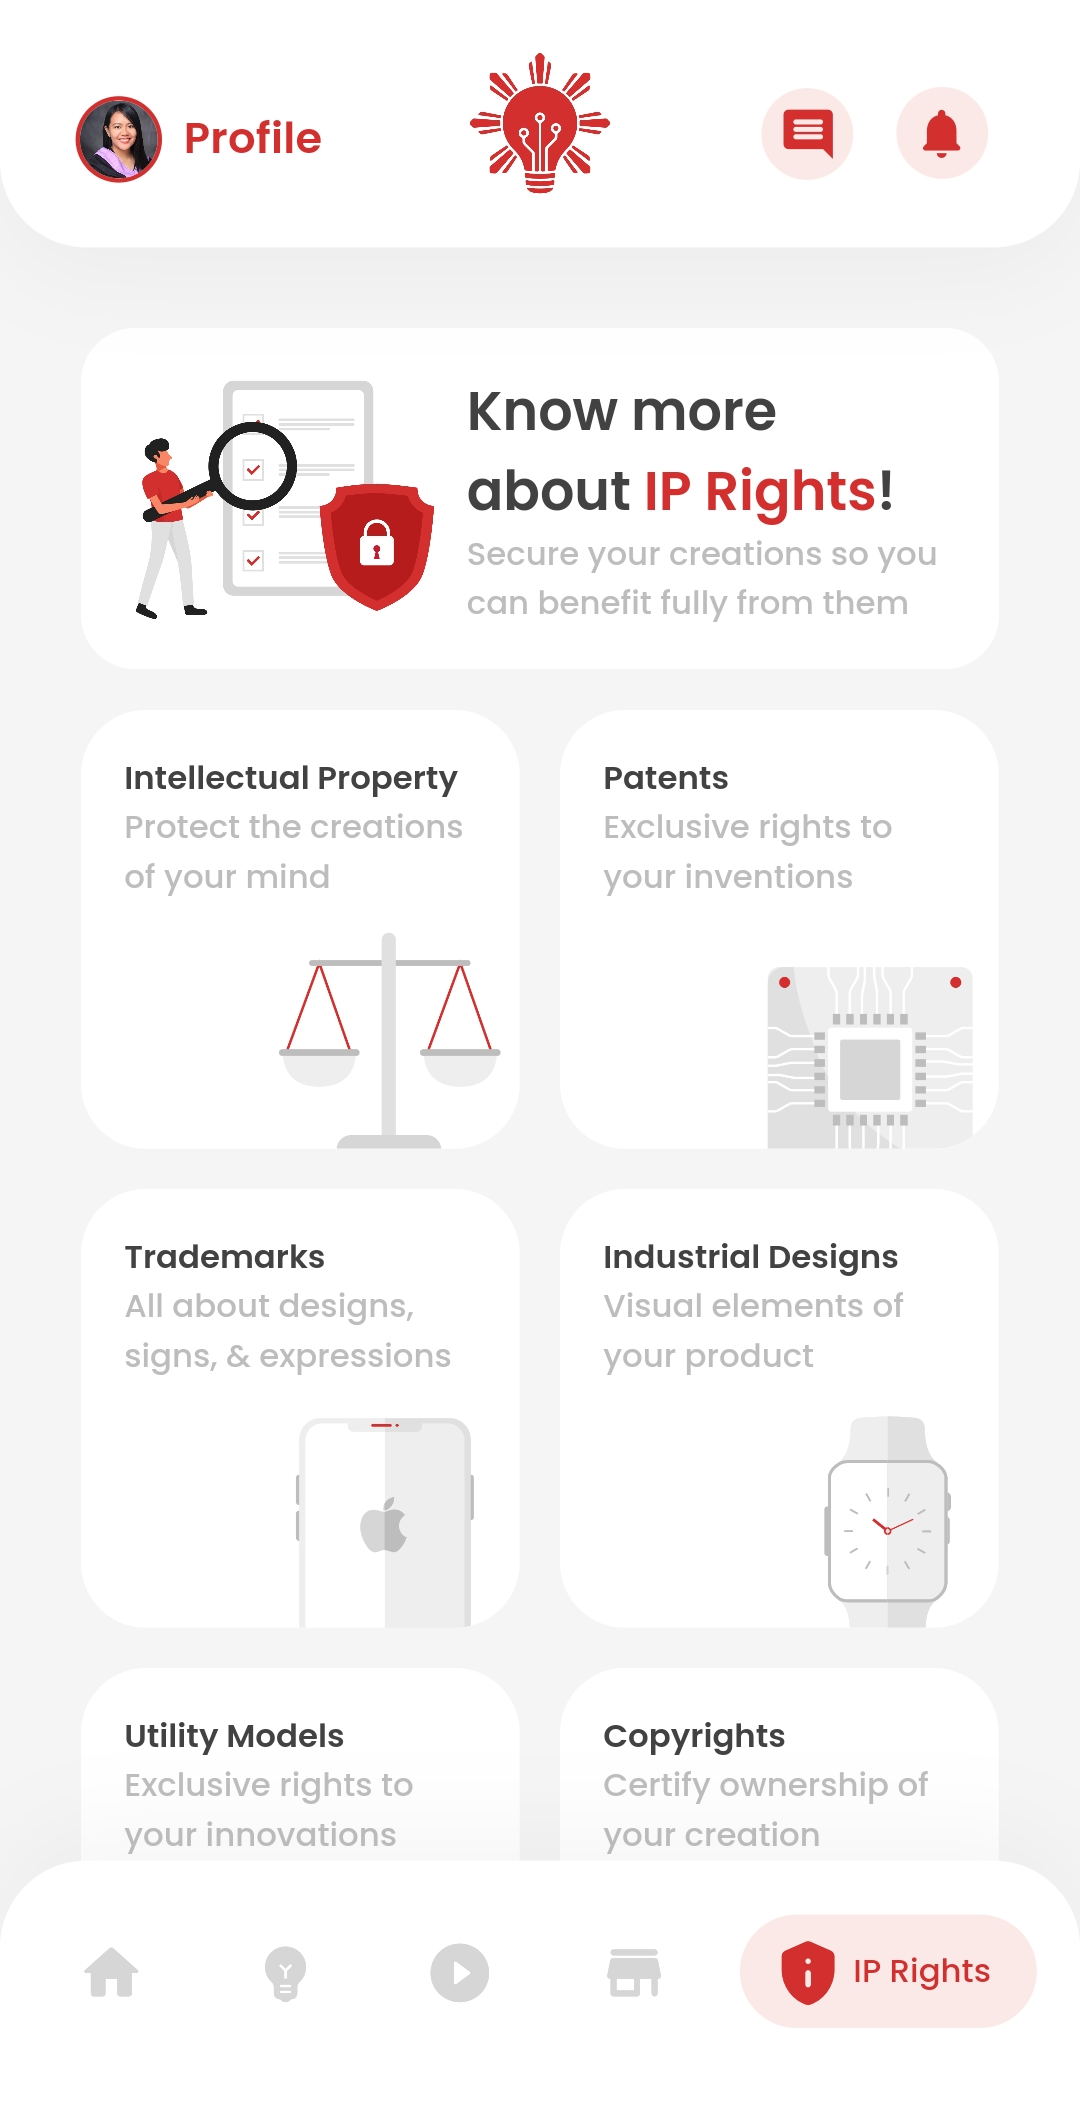 Profile
Know more
about IP Rights!
Secure your creations so you
can benefit fully from them
Intellectual Property
Protect the creations
of your mind
Patents
Exclusive rights to
your inventions
Trademarks
All about designs,
signs, & expressions
Industrial Designs
Visual elements of
your product
Utility Models
Exclusive rights to
your innovations
Copyrights
Certify ownership of
your creation
IP Rights